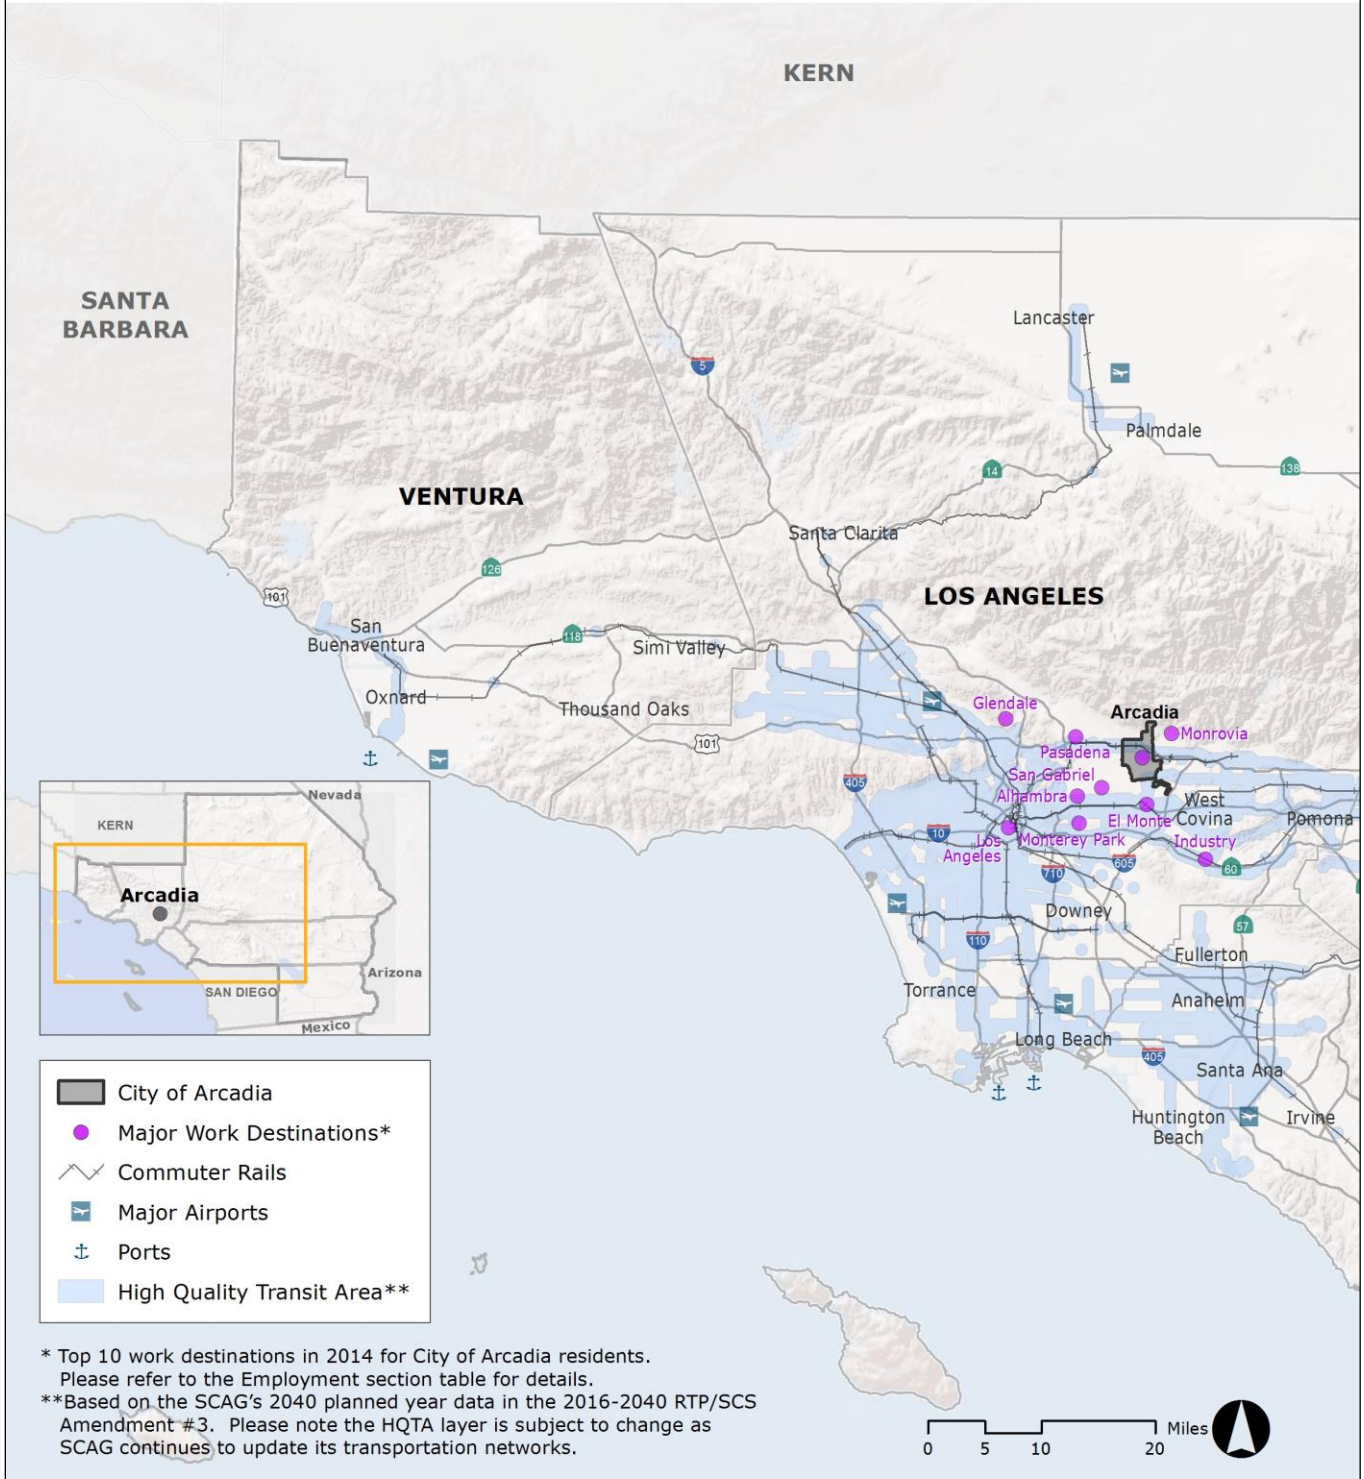 KERN
SANTA
BARBARA
Lancaster
5
Palmdale
14
138
VENTURA
Santa Clarita
126
LOS ANGELES
101
San
Buenaventura
118
Simi Valley
Oxnard
Thousand Oaks
101
Glendale
Arcadia
Monrovia
Pasadena
405
San Gabriel
Alhambra
West
Covina
El Monte
Pomona
10
Los
Angeles
Monterey Park
Industry
605
60
710
Downey
57
110
Fullerton
Torrance
Anaheim
Long Beach
405
Santa Ana
Huntington
Beach
Irvine
Nevada
KERN
Arcadia
Arizona
SAN DIEGO
Mexico
City of Arcadia
Major Work Destinations*
Commuter Rails
Major Airports
Ports
High Quality Transit Area**
* Top 10 work destinations in 2014 for City of Arcadia residents.
Please refer to the Employment section table for details.
**Based on the SCAG's 2040 planned year data in the 2016-2040 RTP/SCS
Amendment #3. Please note the HQTA layer is subject to change as
SCAG continues to update its transportation networks.
Miles
0 5 10 20